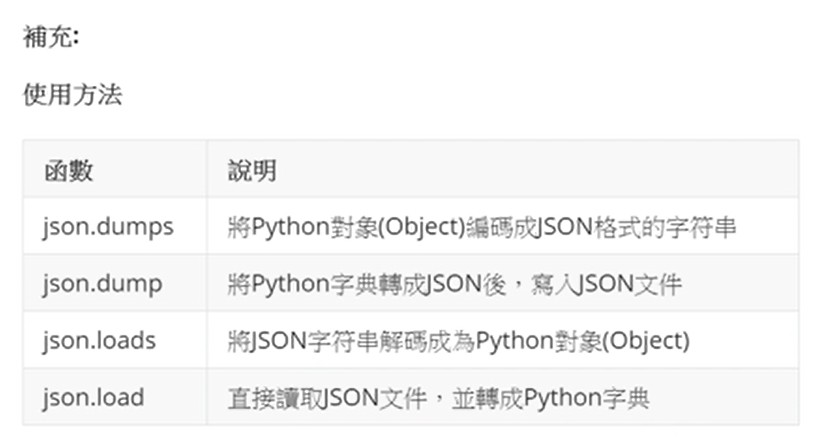 補充:
使用方法
函數 說明
json.dumps 將Python對象(Object)編碼成JSON格式的字符串
json.dump 將Python字典轉成JSON後，寫入JSON文件
json.loads 將JSON字符串解碼成為Python對象(Object)
json.load 直接讀取JSON文件，並轉成Python字典